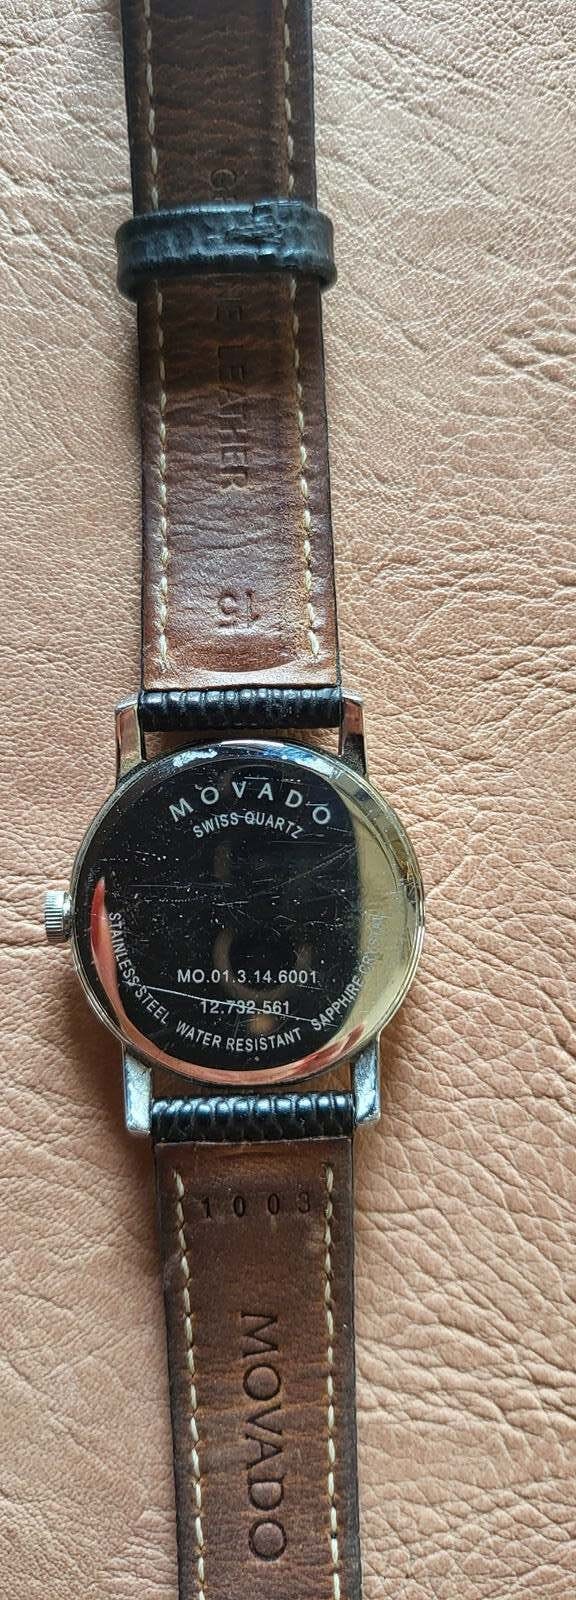 GENUINE LEATHER
15
MOVADO
SWISS QUARTZ
MO.01.3.14.6001
12.732.561
STAINLESS STEEL WATER RESISTANT SAPPHIRE CRYSTAL
1003
MOVADO